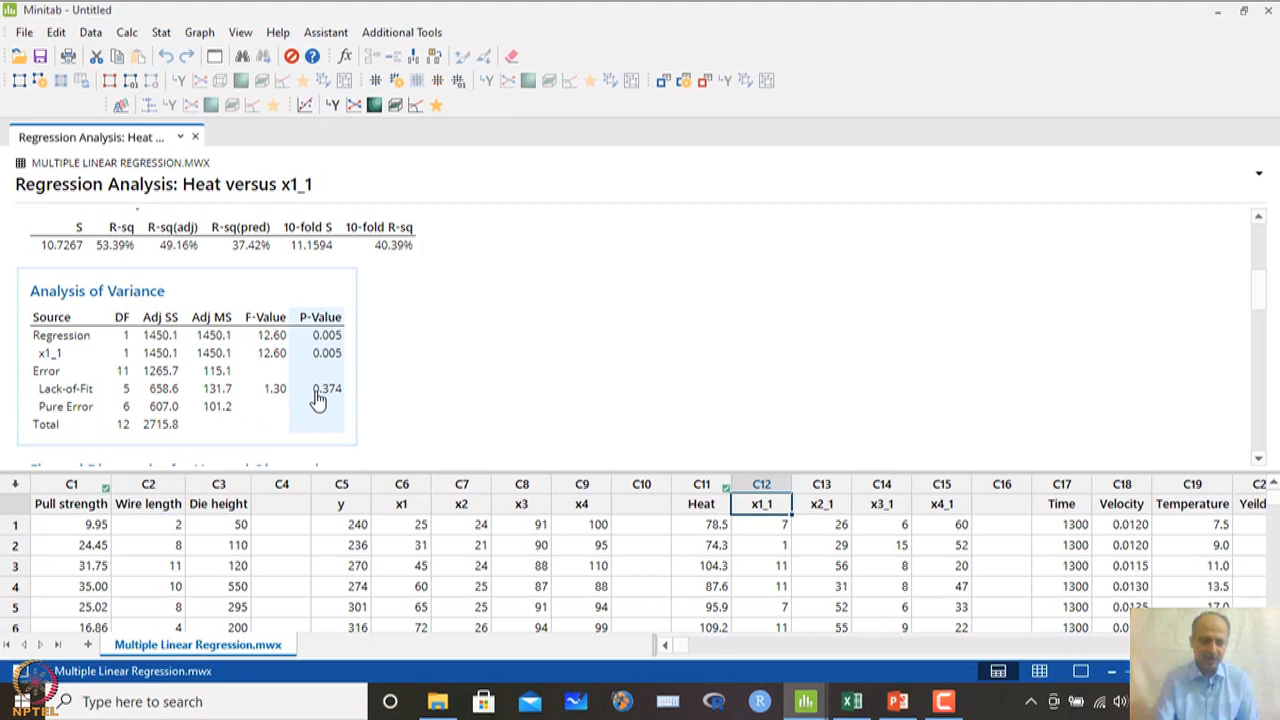 Minitab - Untitled
File Edit Data Calc Stat Graph View Help Assistant Additional Tools
Regression Analysis: Heat ...
MULTIPLE LINEAR REGRESSION.MWX
Regression Analysis: Heat versus x1_1
S R-sq R-sq(adj) R-sq(pred) 10-fold S 10-fold R-sq
10.7267 53.39% 49.16% 37.42% 11.1594 40.39%
Analysis of Variance
Source DF Adj SS Adj MS F-Value P-Value
Regression 1 1450.1 1450.1 12.60 0.005
x1_1 1 1450.1 1450.1 12.60 0.005
Error 11 1265.7 115.1
Lack-of-Fit 5 658.6 131.7 1.30 0.374
Pure Error 6 607.0 101.2
Total 12 2715.8
C1 C2 C3 C4 C5 C6 C7 C8 C9 C10 C11 C12 C13 C14 C15 C16 C17 C18 C19 C2
Pull strength Wire length Die height y x1 x2 x3 x4 Heat x1_1 x2_1 x3_1 x4_1 Time Velocity Temperature Yeild
1 9.95 2 50 240 25 24 91 100 78.5 7 26 6 60 1300 0.0120 7.5
2 24.45 8 110 236 31 21 90 95 74.3 1 29 15 52 1300 0.0120 9.0
3 31.75 11 120 270 45 24 88 110 104.3 11 56 8 20 1300 0.0115 11.0
4 35.00 10 550 274 60 25 87 88 87.6 11 31 8 47 1300 0.0130 13.5
5 25.02 8 295 301 65 25 91 94 95.9 7 52 6 33 1300 0.0135 17.0
6 16.86 4 200 316 72 26 94 99 109.2 11 55 9 22 1300
Multiple Linear Regression.mwx
Multiple Linear Regression.mwx
Type here to search
NPTEL